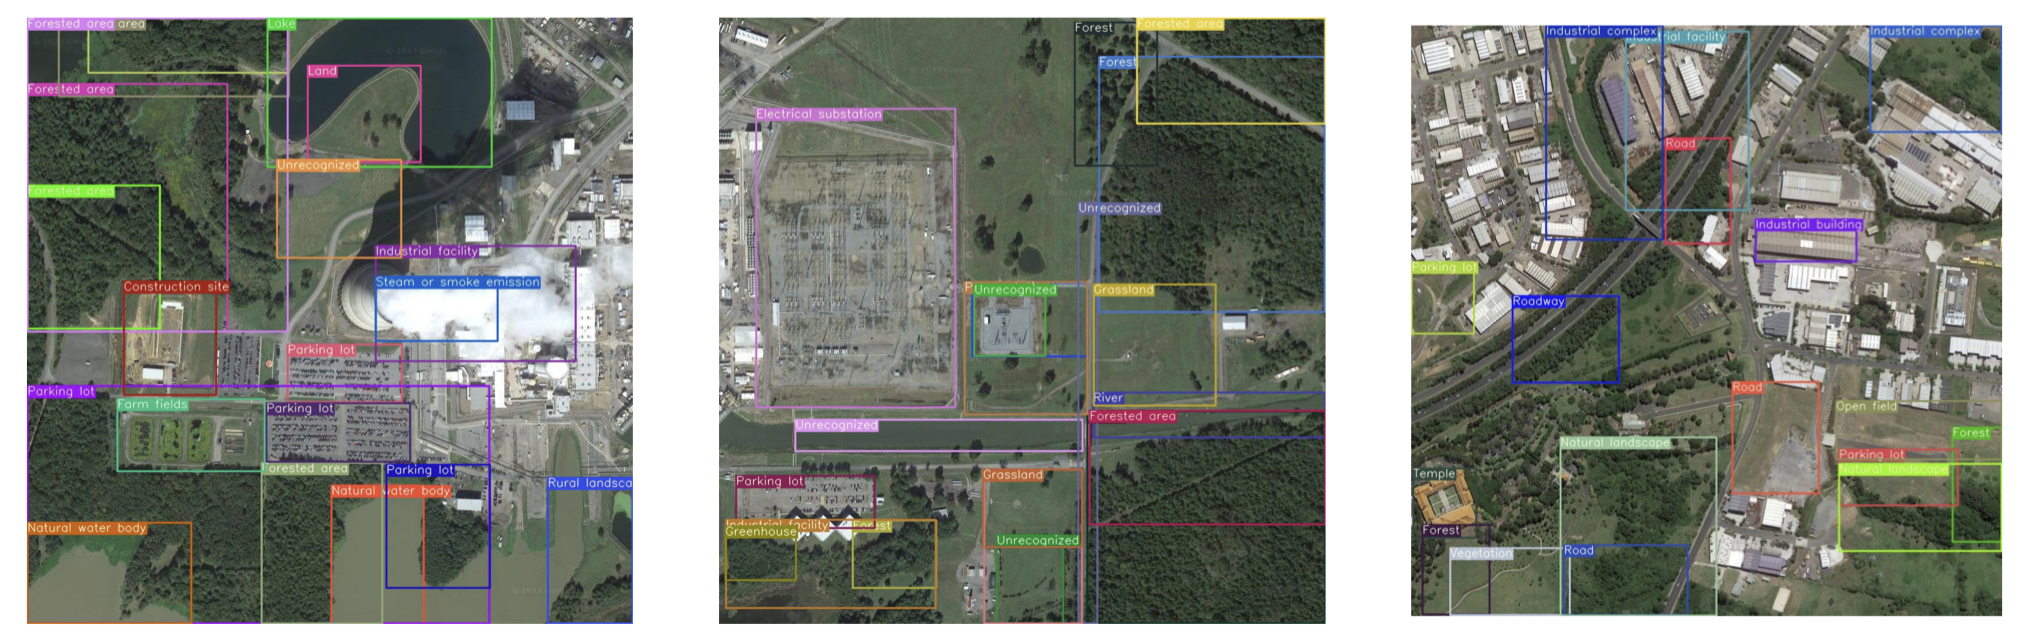 Forested area area
Lake
Land
Forested area
Unrecognized
Forested area
Industrial facility
Steam or smoke emission
Construction site
Parking lot
Parking lot
Farm fields
Parking lot
Forested area
Parking lot
Natural water body
Rural landsca
Natural water body
Forest
Forested area
Forest
Electrical substation
Unrecognized
Unrecognized
Grassland
River
Forested area
Unrecognized
Grassland
Parking lot
Industrial facility
Forest
Greenhouse
Unrecognized
Industrial complex
Industrial facility
Industrial complex
Road
Industrial building
Parking lot
Roadway
Road
Open field
Forest
Natural landscape
Parking lot
Natural landscape
Temple
Forest
Vegetation
Road